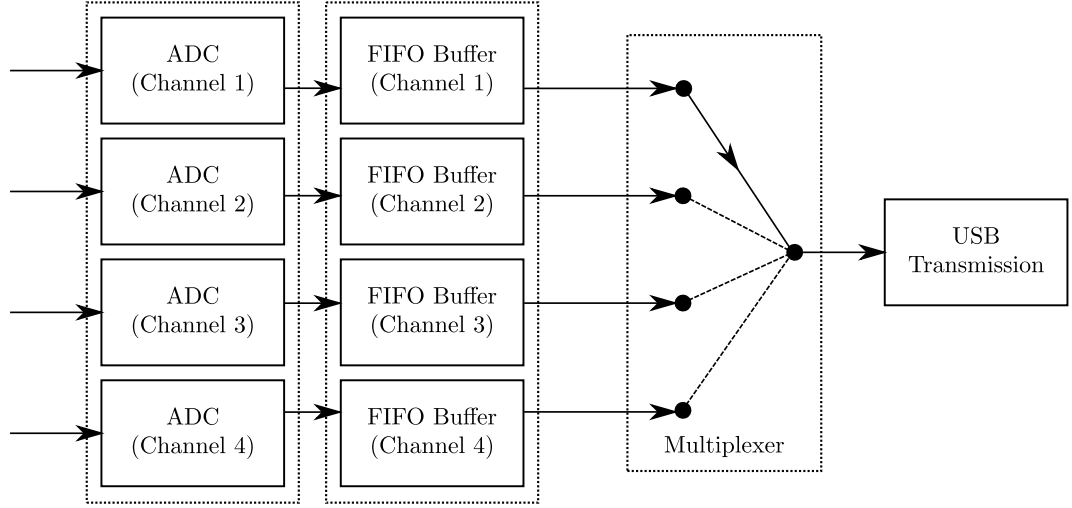 ADC
(Channel 1)
FIFO Buffer
(Channel 1)
ADC
(Channel 2)
FIFO Buffer
(Channel 2)
ADC
(Channel 3)
FIFO Buffer
(Channel 3)
ADC
(Channel 4)
FIFO Buffer
(Channel 4)
Multiplexer
USB
Transmission